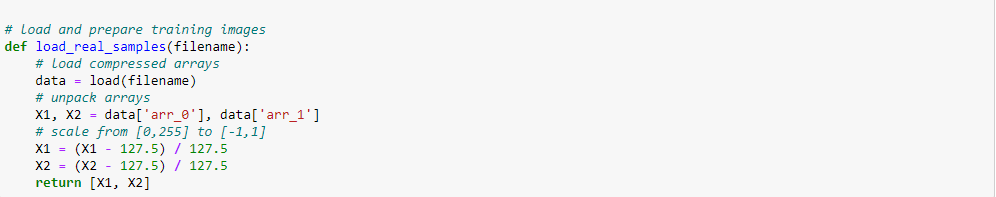 # load and prepare training images
def load_real_samples(filename):
    # load compressed arrays
    data = load(filename)
    # unpack arrays
    X1, X2 = data['arr_0'], data['arr_1']
    # scale from [0,255] to [-1,1]
    X1 = (X1 - 127.5) / 127.5
    X2 = (X2 - 127.5) / 127.5
    return [X1, X2]